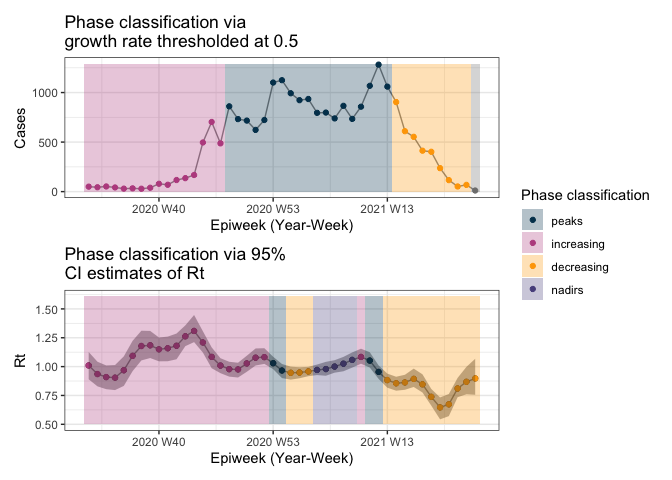 Phase classification via
growth rate thresholded at 0.5
Cases
1000
500
0
2020 W40
2020 W53
2021 W13
Epiweek (Year-Week)
Phase classification via 95%
CI estimates of Rt
Rt
1.50
1.25
1.00
0.75
0.50
2020 W40
2020 W53
2021 W13
Epiweek (Year-Week)
Phase classification
peaks
increasing
decreasing
nadirs